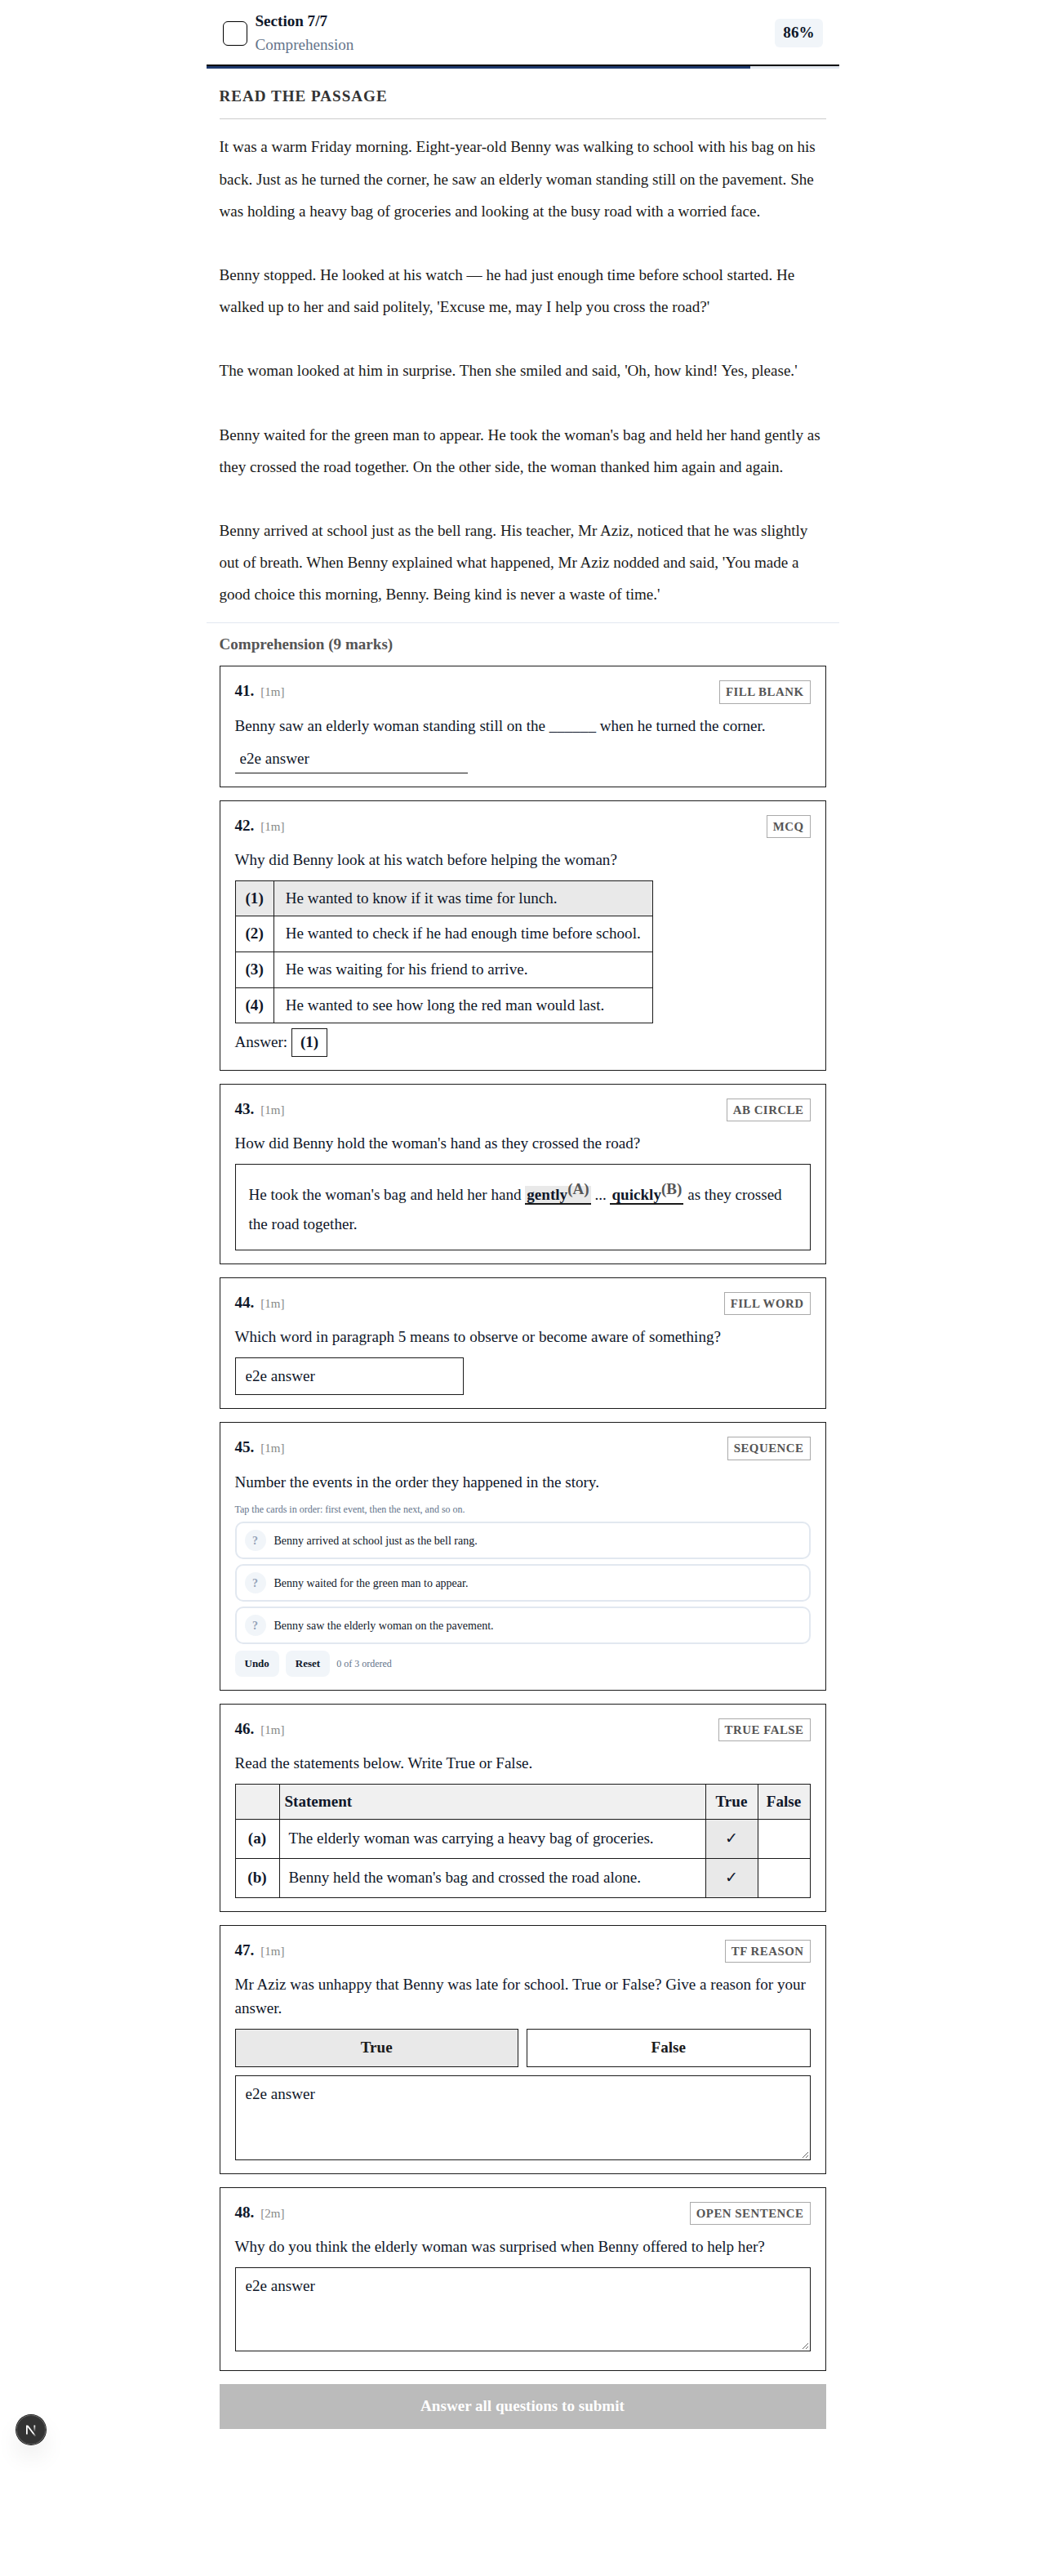 Section 7/7
Comprehension
86%
READ THE PASSAGE
It was a warm Friday morning. Eight-year-old Benny was walking to school with his bag on his
back. Just as he turned the corner, he saw an elderly woman standing still on the pavement. She
was holding a heavy bag of groceries and looking at the busy road with a worried face.
Benny stopped. He looked at his watch — he had just enough time before school started. He
walked up to her and said politely, 'Excuse me, may I help you cross the road?'
The woman looked at him in surprise. Then she smiled and said, 'Oh, how kind! Yes, please.'
Benny waited for the green man to appear. He took the woman's bag and held her hand gently as
they crossed the road together. On the other side, the woman thanked him again and again.
Benny arrived at school just as the bell rang. His teacher, Mr Aziz, noticed that he was slightly
out of breath. When Benny explained what happened, Mr Aziz nodded and said, 'You made a
good choice this morning, Benny. Being kind is never a waste of time.'
Comprehension (9 marks)
41. [1m] FILL BLANK
Benny saw an elderly woman standing still on the ______ when he turned the corner.
e2e answer
42. [1m] MCQ
Why did Benny look at his watch before helping the woman?
(1) He wanted to know if it was time for lunch.
(2) He wanted to check if he had enough time before school.
(3) He was waiting for his friend to arrive.
(4) He wanted to see how long the red man would last.
Answer: (1)
43. [1m] AB CIRCLE
How did Benny hold the woman's hand as they crossed the road?
He took the woman's bag and held her hand gently(A) ... quickly(B) as they crossed
the road together.
44. [1m] FILL WORD
Which word in paragraph 5 means to observe or become aware of something?
e2e answer
45. [1m] SEQUENCE
Number the events in the order they happened in the story.
Tap the cards in order: first event, then the next, and so on.
? Benny arrived at school just as the bell rang.
? Benny waited for the green man to appear.
? Benny saw the elderly woman on the pavement.
Undo Reset 0 of 3 ordered
46. [1m] TRUE FALSE
Read the statements below. Write True or False.
Statement True False
(a) The elderly woman was carrying a heavy bag of groceries. ✓
(b) Benny held the woman's bag and crossed the road alone. ✓
47. [1m] TF REASON
Mr Aziz was unhappy that Benny was late for school. True or False? Give a reason for your
answer.
True False
e2e answer
48. [2m] OPEN SENTENCE
Why do you think the elderly woman was surprised when Benny offered to help her?
e2e answer
Answer all questions to submit
N